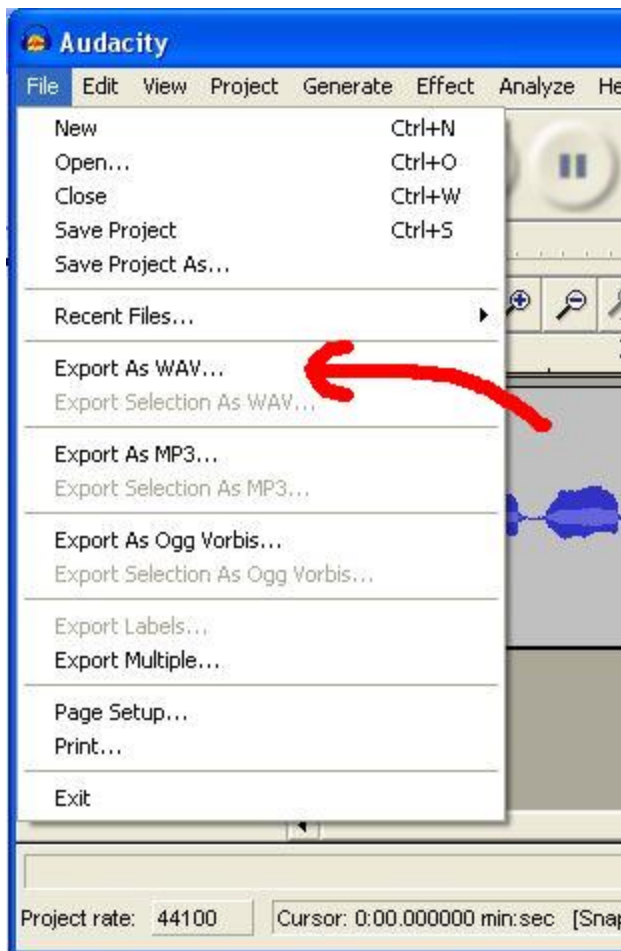 Audacity
File Edit View Project Generate Effect Analyze
New Ctrl+N
Open... Ctrl+O
Close Ctrl+W
Save Project Ctrl+S
Save Project As...
Recent Files...
Export As WAV...
Export Selection As WAV...
Export As MP3...
Export Selection As MP3...
Export As Ogg Vorbis...
Export Selection As Ogg Vorbis...
Export Labels...
Export Multiple...
Page Setup...
Print...
Exit
Project rate: 44100 Cursor: 0:00.000000 min:sec